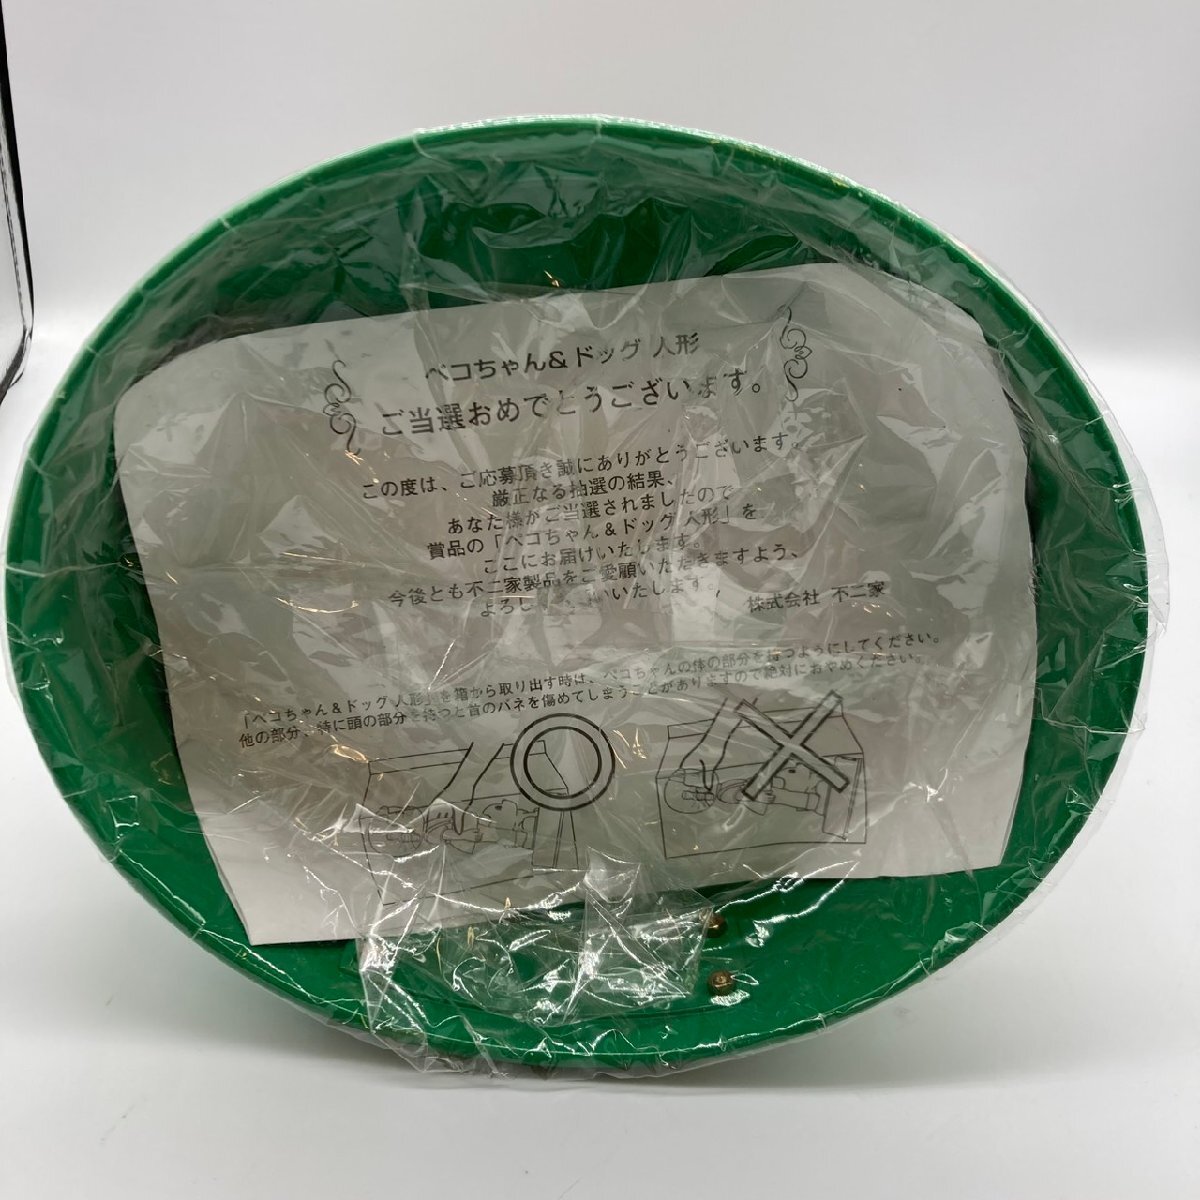 ペコちゃん＆ドッグ人形
ご当選おめでとうございます。
この度は、ご応募頂き誠にありがとうございます。
厳正なる抽選の結果、
あなた様がご当選されましたので
賞品の「ペコちゃん＆ドッグ人形」を
ここにお届けいたします。
今後とも不二家製品をご愛顧いただきますよう、
よろし いたします。
株式会社 不二家
「ペコちゃん＆ドッグ人形」を箱から取り出す時は、ペコちゃんの体の部分を持つようにしてください。
他の部分、特に頭の部分を持つと首のバネを傷めてしまうことがありますので絶対におやめください。